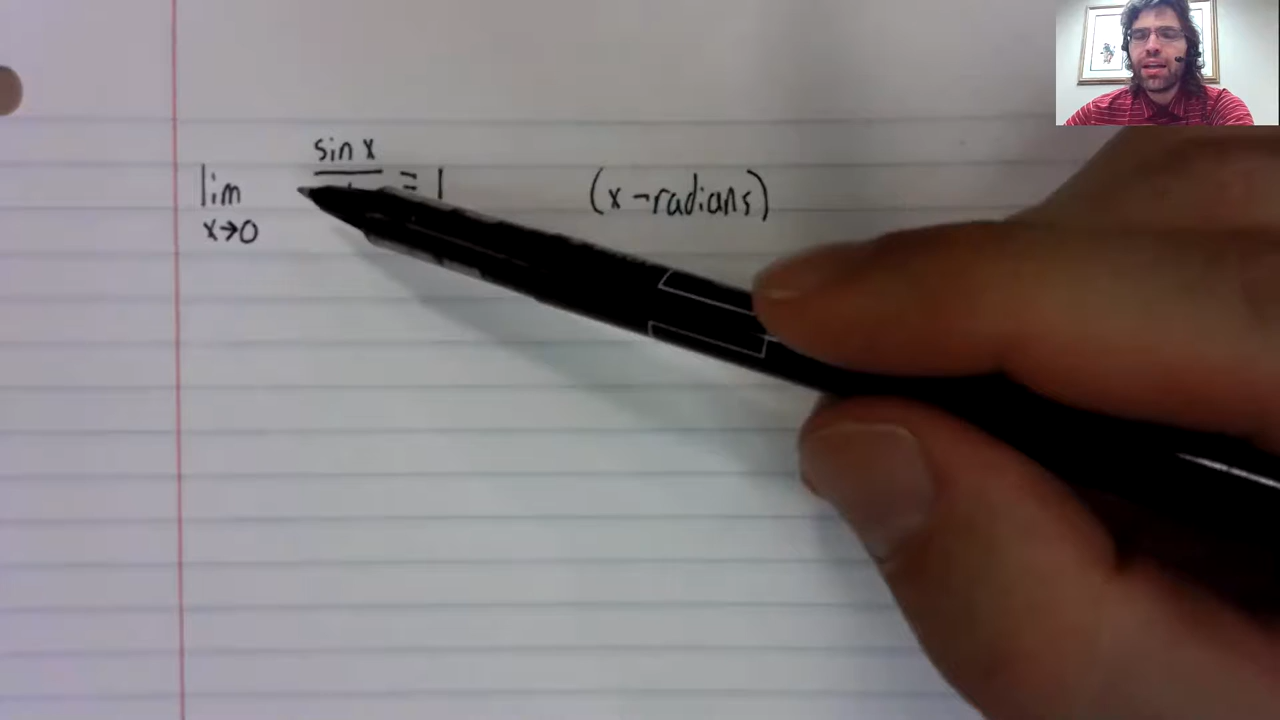 lim sin x = 1 (x - radians)
x→0